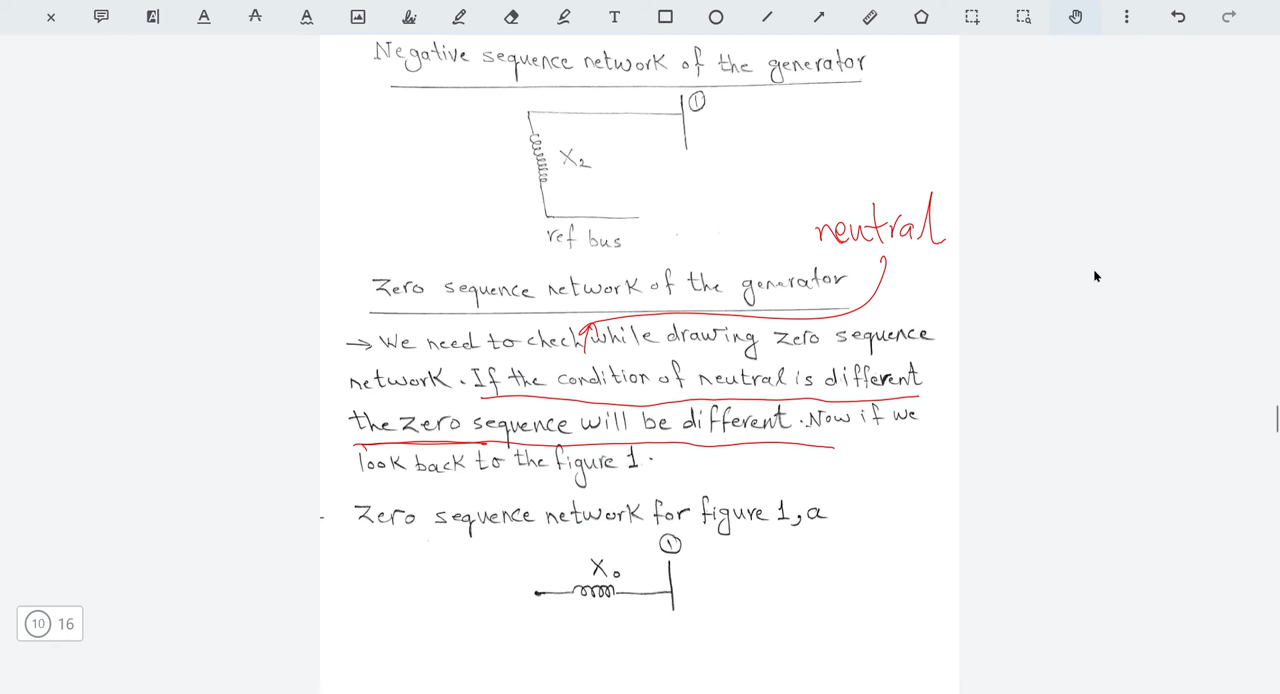 Negative sequence network of the generator
①
X₂
ref bus
neutral
Zero sequence network of the generator
→ We need to check while drawing zero sequence
network. If the condition of neutral is different
the zero sequence will be different. Now if we
look back to the figure 1.
- Zero sequence network for figure 1, a
①
X₀
10 16
T